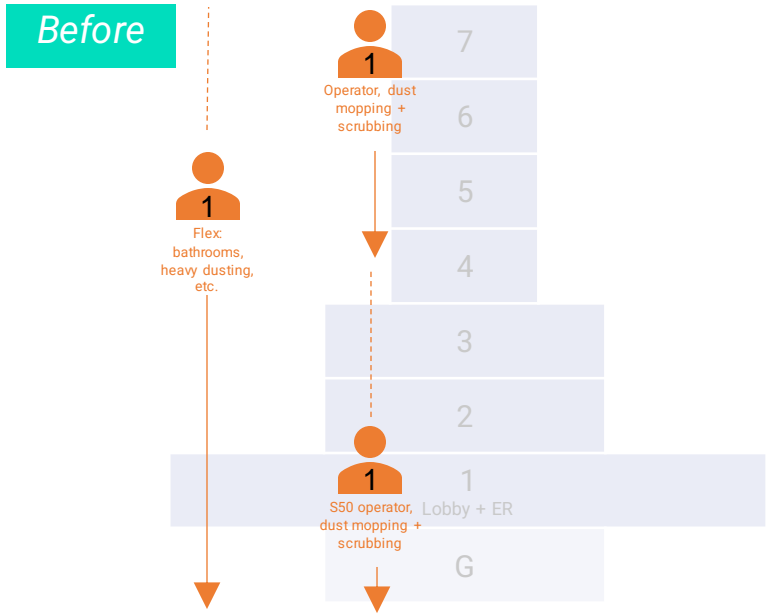 Before
1
Operator, dust
mopping +
scrubbing
7
6
5
4
3
2
1
Lobby + ER
G
1
Flex:
bathrooms,
heavy dusting,
etc.
1
S50 operator,
dust mopping +
scrubbing